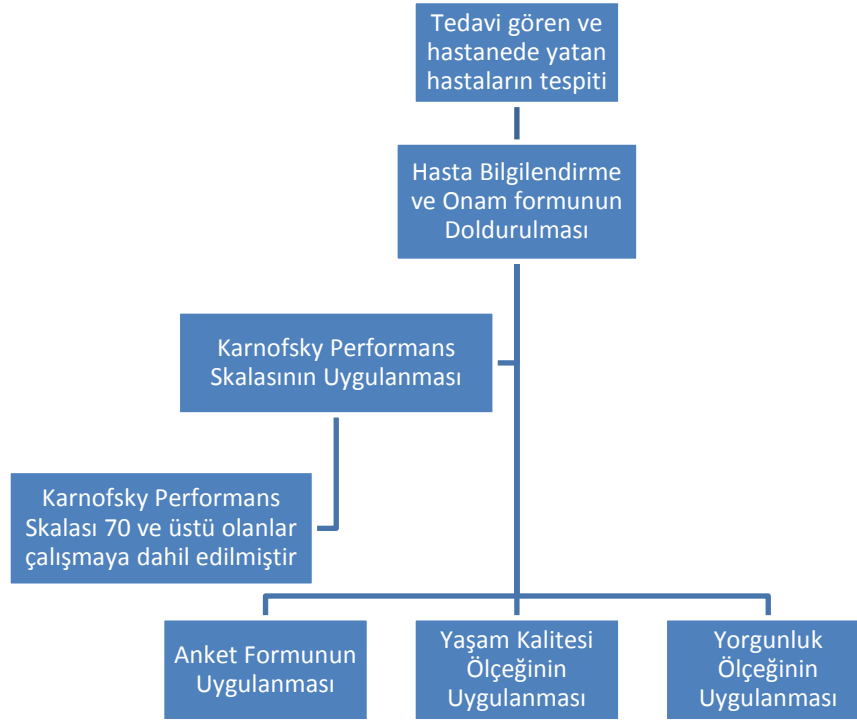 Tedavi gören ve
hastanede yatan
hastaların tespiti
Hasta Bilgilendirme
ve Onam formunun
Doldurulması
Karnofsky Performans
Skalasının Uygulanması
Karnofsky Performans
Skalası 70 ve üstü olanlar
çalışmaya dahil edilmiştir
Anket Formunun
Uygulanması
Yaşam Kalitesi
Ölçeğinin
Uygulanması
Yorgunluk
Ölçeğinin
Uygulanması